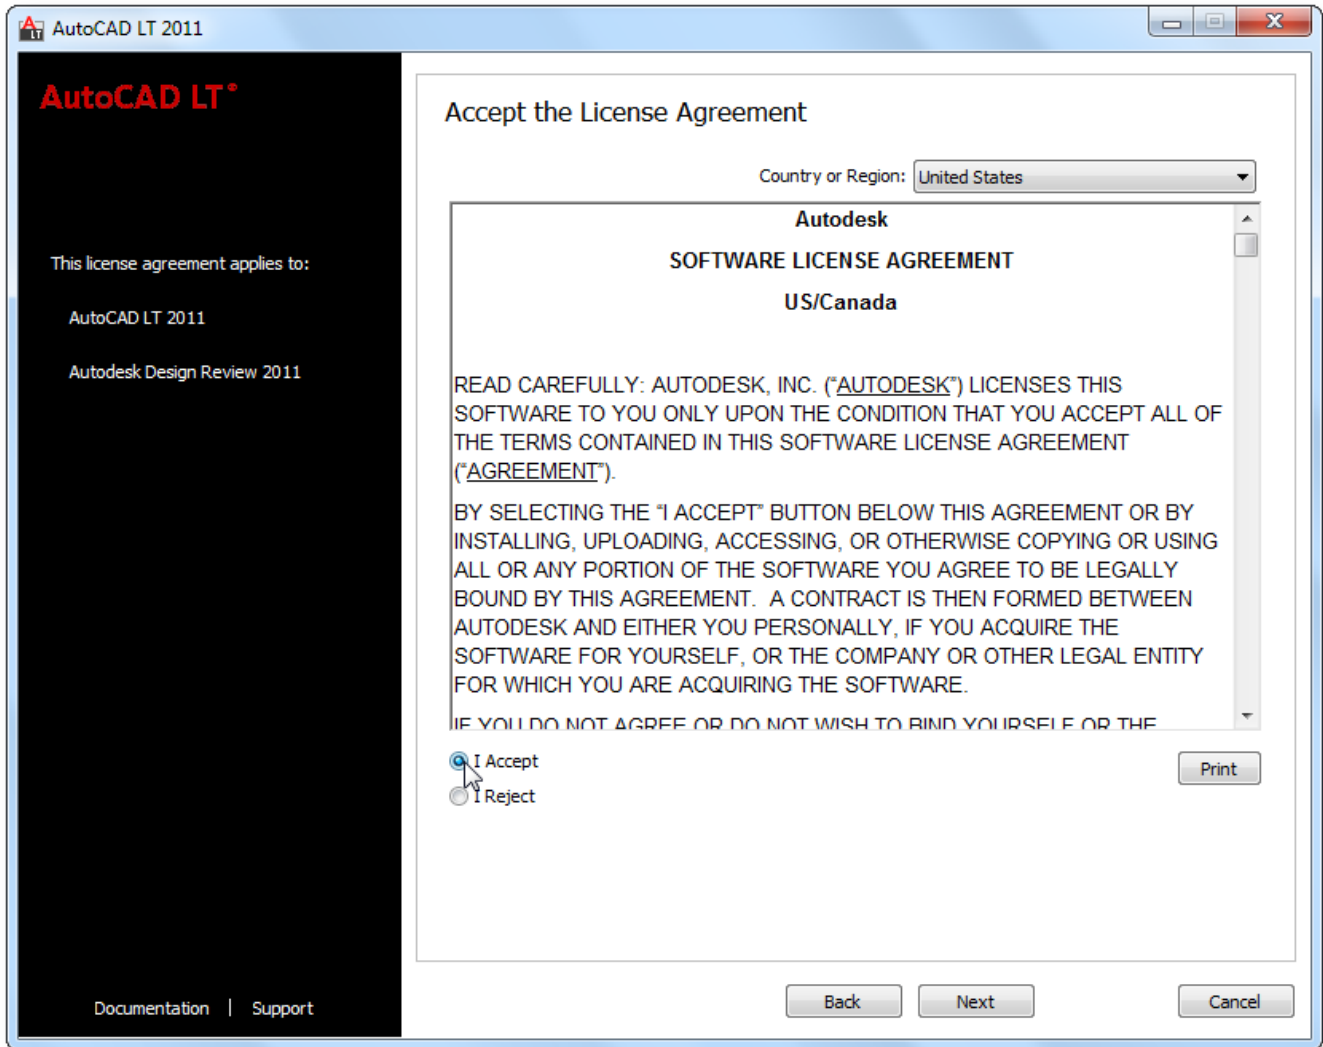 AutoCAD LT 2011
AutoCAD LT®
This license agreement applies to:
AutoCAD LT 2011
Autodesk Design Review 2011
Documentation | Support
Accept the License Agreement
Country or Region: United States
Autodesk
SOFTWARE LICENSE AGREEMENT
US/Canada
READ CAREFULLY: AUTODESK, INC. (“AUTODESK”) LICENSES THIS
SOFTWARE TO YOU ONLY UPON THE CONDITION THAT YOU ACCEPT ALL OF
THE TERMS CONTAINED IN THIS SOFTWARE LICENSE AGREEMENT
(“AGREEMENT”).
BY SELECTING THE “I ACCEPT” BUTTON BELOW THIS AGREEMENT OR BY
INSTALLING, UPLOADING, ACCESSING, OR OTHERWISE COPYING OR USING
ALL OR ANY PORTION OF THE SOFTWARE YOU AGREE TO BE LEGALLY
BOUND BY THIS AGREEMENT.  A CONTRACT IS THEN FORMED BETWEEN
AUTODESK AND EITHER YOU PERSONALLY, IF YOU ACQUIRE THE
SOFTWARE FOR YOURSELF, OR THE COMPANY OR OTHER LEGAL ENTITY
FOR WHICH YOU ARE ACQUIRING THE SOFTWARE.
IF YOU DO NOT AGREE OR DO NOT WISH TO BIND YOURSELF OR THE
I Accept
I Reject
Print
Back
Next
Cancel